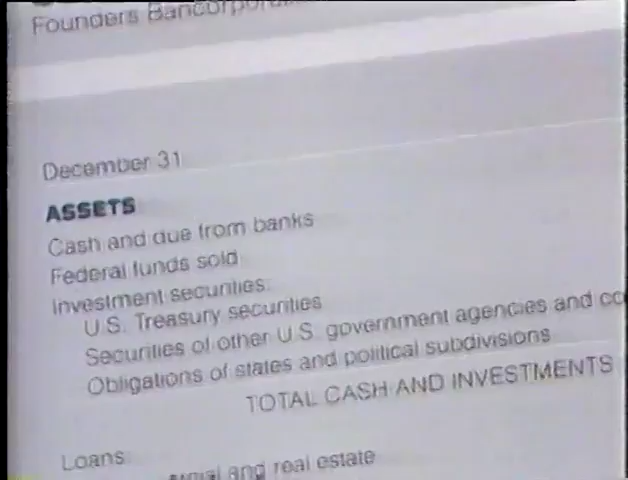 Founders Bancorporation
December 31
ASSETS
Cash and due from banks
Federal funds sold
Investment securities:
U.S. Treasury securities
Securities of other U.S. government agencies and
Obligations of states and political subdivisions
TOTAL CASH AND INVESTMENTS
Loans
and real estate